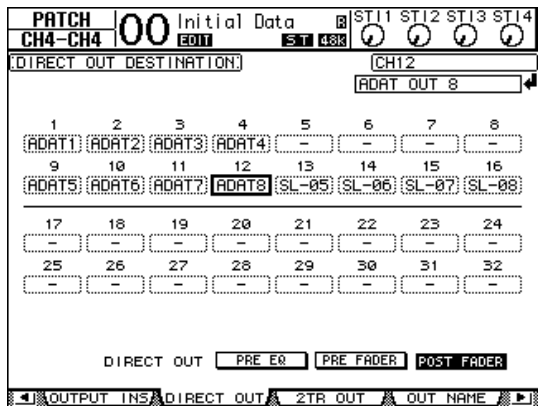 PATCH 00 Initial Data R STI1 STI2 STI3 STI4
CH4-CH4 EDIT ST 48k
DIRECT OUT DESTINATION CH12
ADAT OUT 8
1 2 3 4 5 6 7 8
ADAT1 ADAT2 ADAT3 ADAT4 - - - -
9 10 11 12 13 14 15 16
ADAT5 ADAT6 ADAT7 ADAT8 SL-05 SL-06 SL-07 SL-08
17 18 19 20 21 22 23 24
- - - - - - - -
25 26 27 28 29 30 31 32
- - - - - - - -
DIRECT OUT PRE EQ PRE FADER POST FADER
OUTPUT INS DIRECT OUT 2TR OUT OUT NAME